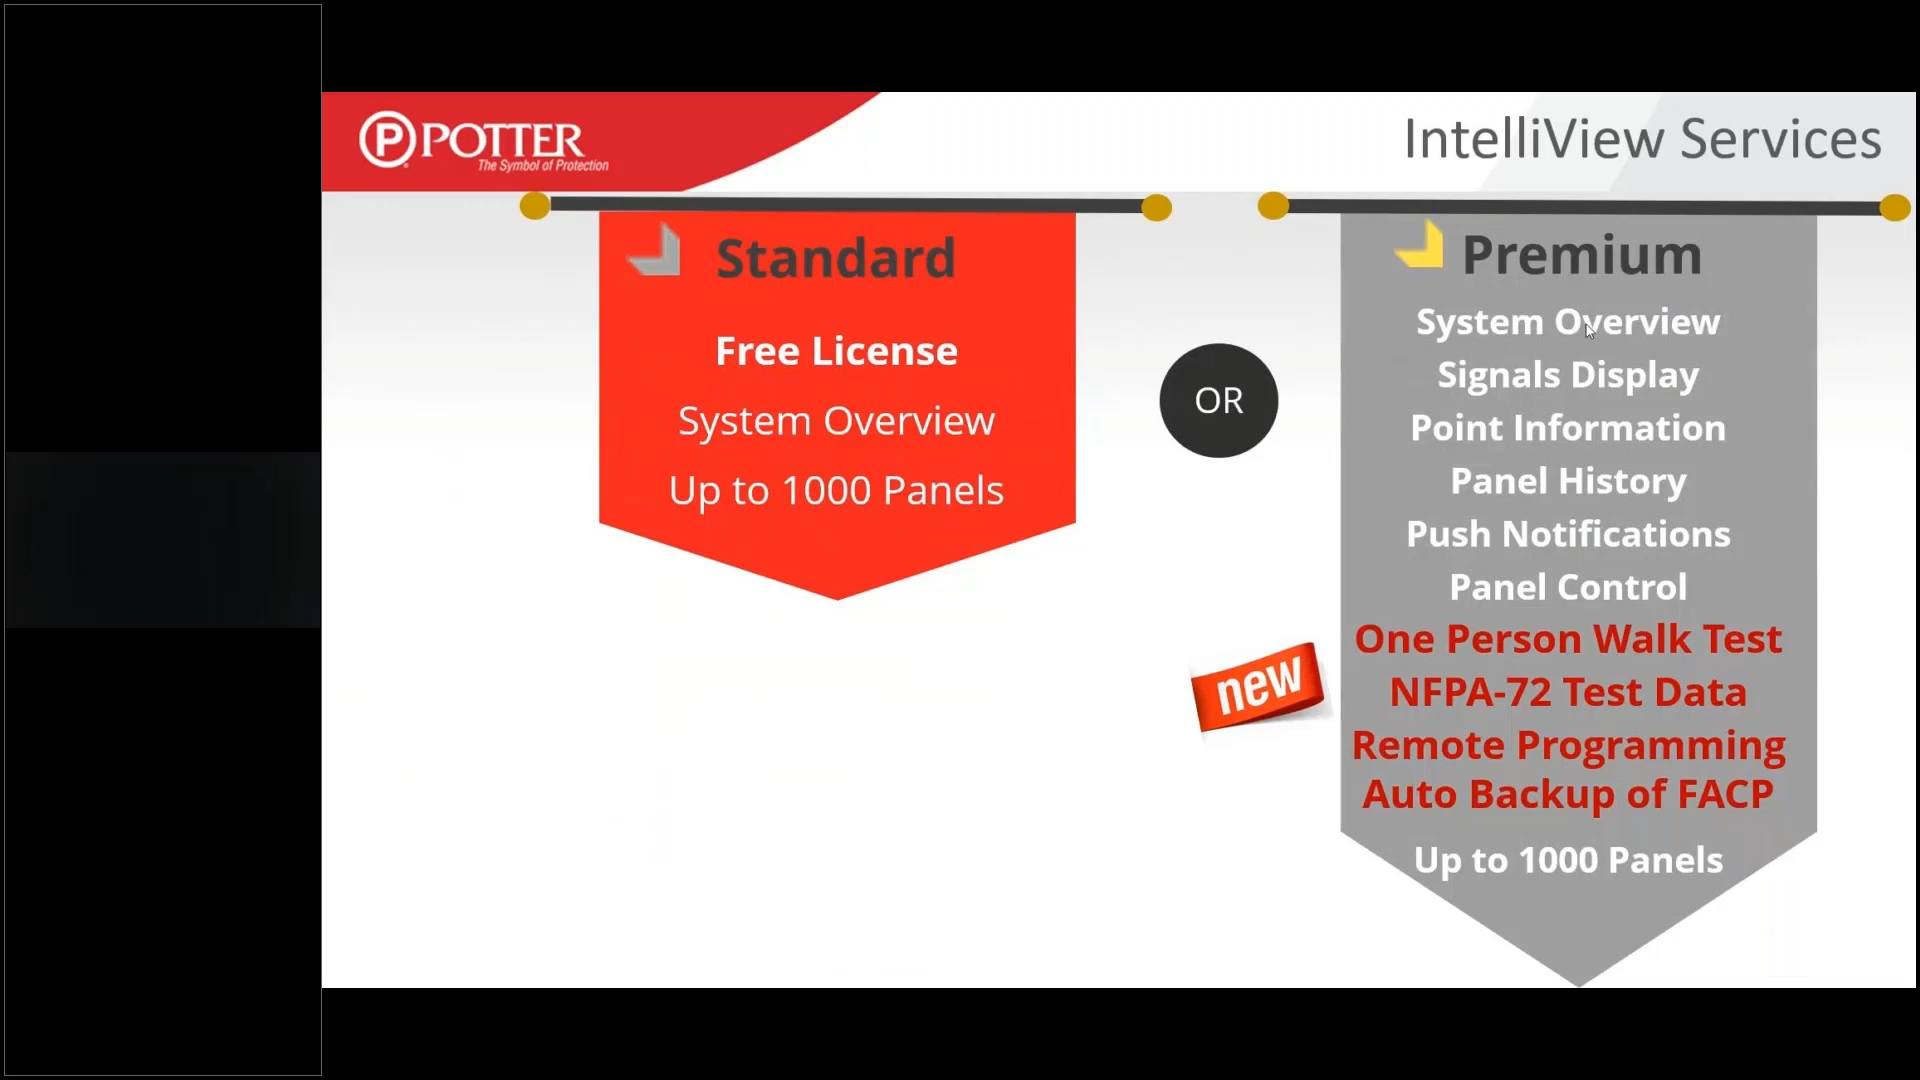 POTTER
The Symbol of Protection
IntelliView Services
Standard
Free License
System Overview
Up to 1000 Panels
OR
Premium
System Overview
Signals Display
Point Information
Panel History
Push Notifications
Panel Control
new
One Person Walk Test
NFPA-72 Test Data
Remote Programming
Auto Backup of FACP
Up to 1000 Panels